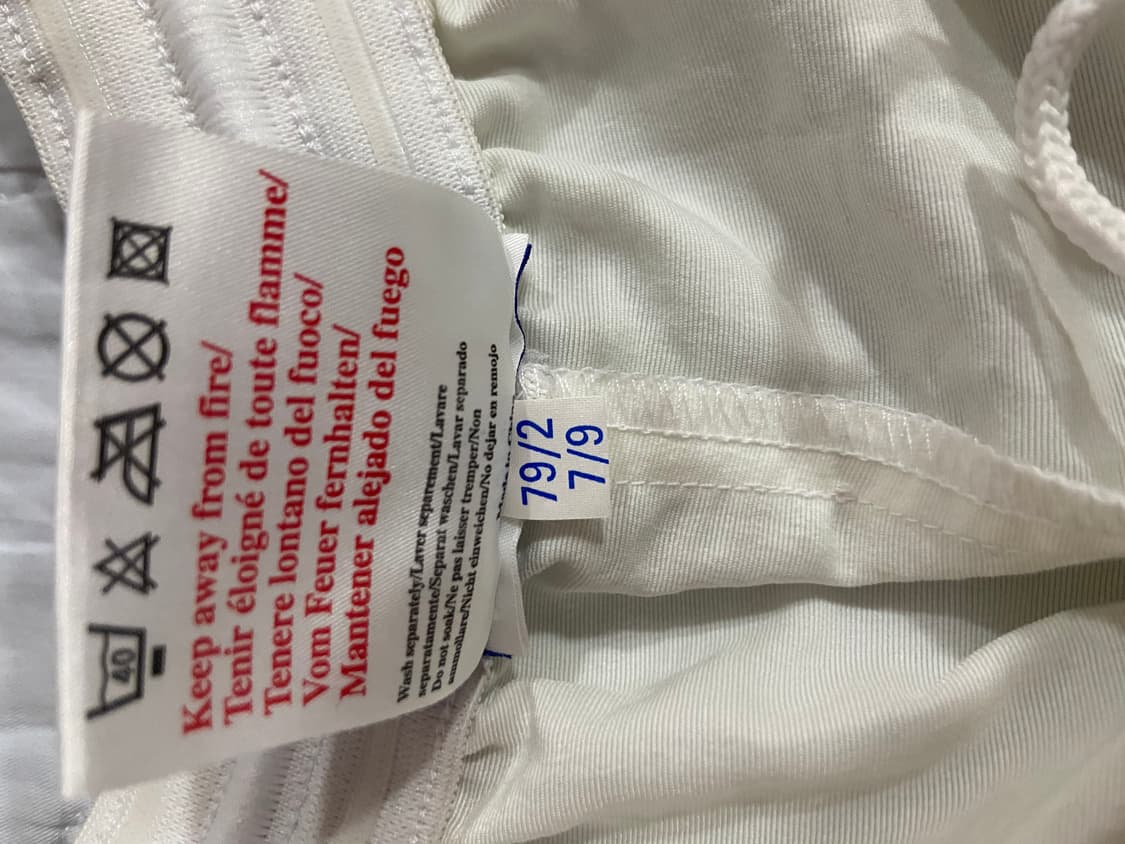 40
Keep away from fire/
Tenir éloigné de toute flamme/
Tenere lontano del fuoco/
Vom Feuer fernhalten/
Mantener alejado del fuego
Wash separately/Laver separement/Lavare
separatamente/Separat waschen/Lavar separado
Do not soak/Ne pas laisser tremper/Non
ammollare/Nicht einweichen/No dejar en remojo
79/2
7/9